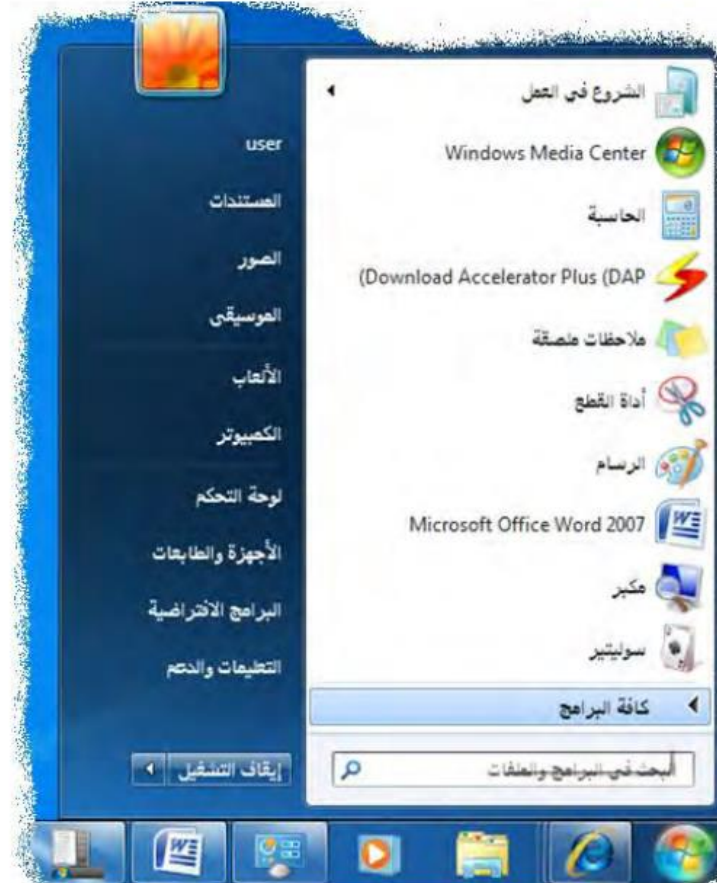 الشروع في العمل
Windows Media Center
الحاسبة
(Download Accelerator Plus (DAP
ملاحظات ملصقة
أداة القطع
الرسام
Microsoft Office Word 2007
مكبر
سوليتير
كافة البرامج
البحث في البرامج والملفات
user
المستندات
الصور
الموسيقى
الألعاب
الكمبيوتر
لوحة التحكم
الأجهزة والطابعات
البرامج الافتراضية
التعليمات والدعم
إيقاف التشغيل